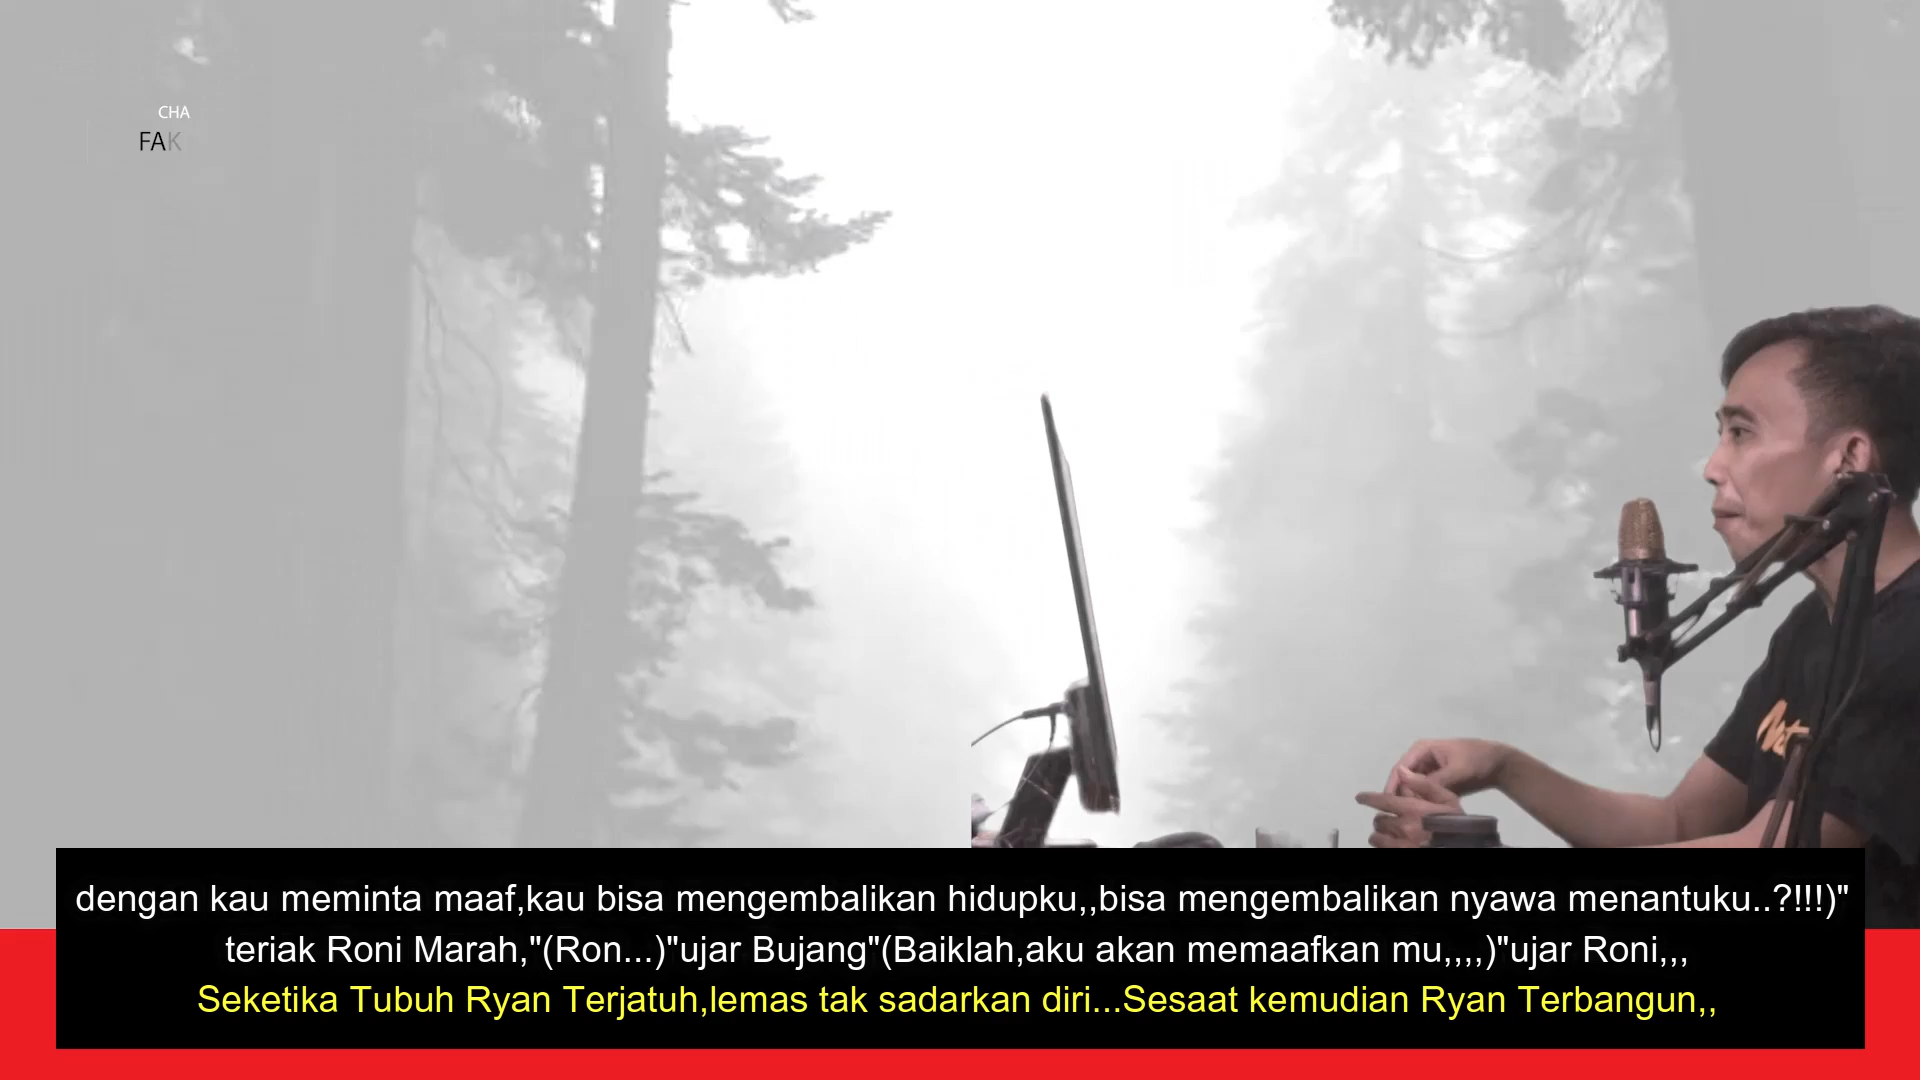 CHA
FAK
dengan kau meminta maaf,kau bisa mengembalikan hidupku,,bisa mengembalikan nyawa menantuku..?!!!)"
teriak Roni Marah,"(Ron...)"ujar Bujang"(Baiklah,aku akan memaafkan mu,,,,)"ujar Roni,,,
Seketika Tubuh Ryan Terjatuh,lemas tak sadarkan diri...Sesaat kemudian Ryan Terbangun,,